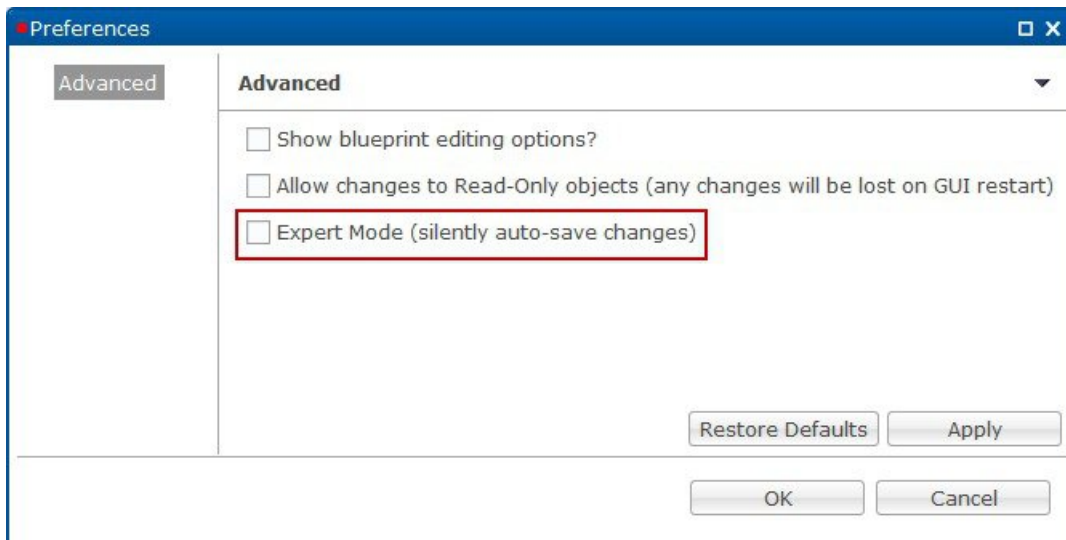 Preferences
Advanced
Advanced
Show blueprint editing options?
Allow changes to Read-Only objects (any changes will be lost on GUI restart)
Expert Mode (silently auto-save changes)
Restore Defaults
Apply
OK
Cancel